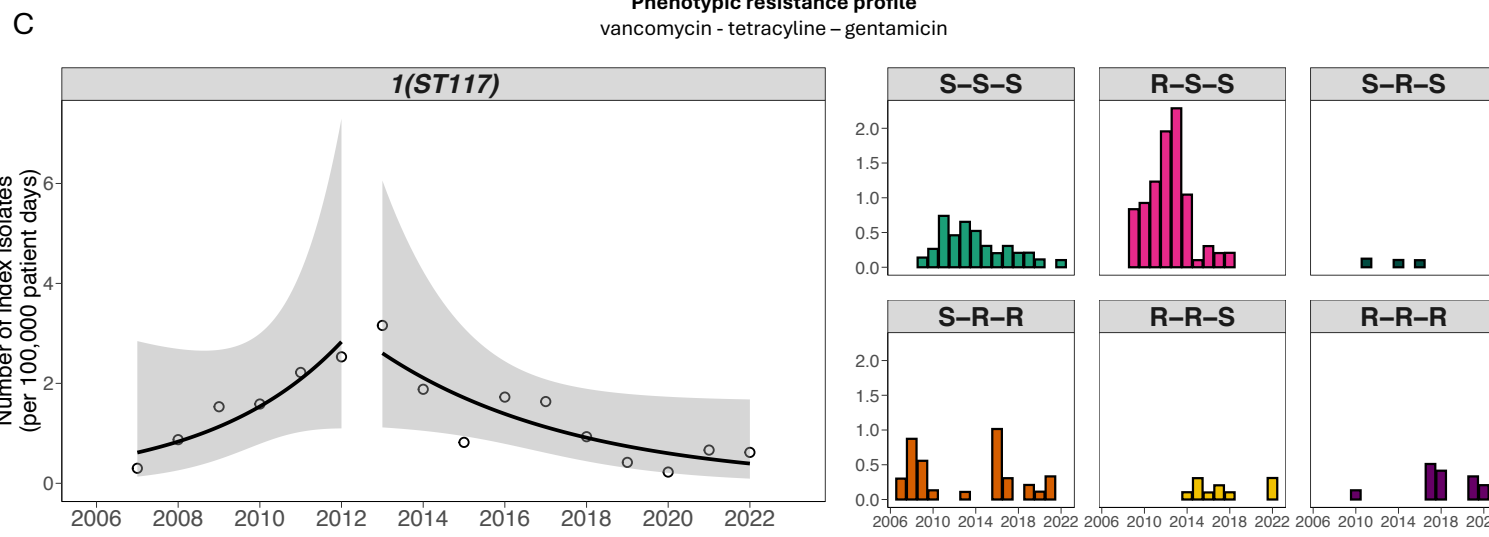 Phenotypic resistance profile
C
vancomycin - tetracyline – gentamicin
1(ST117)
Number of index isolates
(per 100,000 patient days)
6
4
2
0
2006 2008 2010 2012 2014 2016 2018 2020 2022
S–S–S R–S–S S–R–S
2.0
1.5
1.0
0.5
0.0
S–R–R R–R–S R–R–R
2.0
1.5
1.0
0.5
0.0
2006 2010 2014 2018 2022 2006 2010 2014 2018 2022 2006 2010 2014 2018